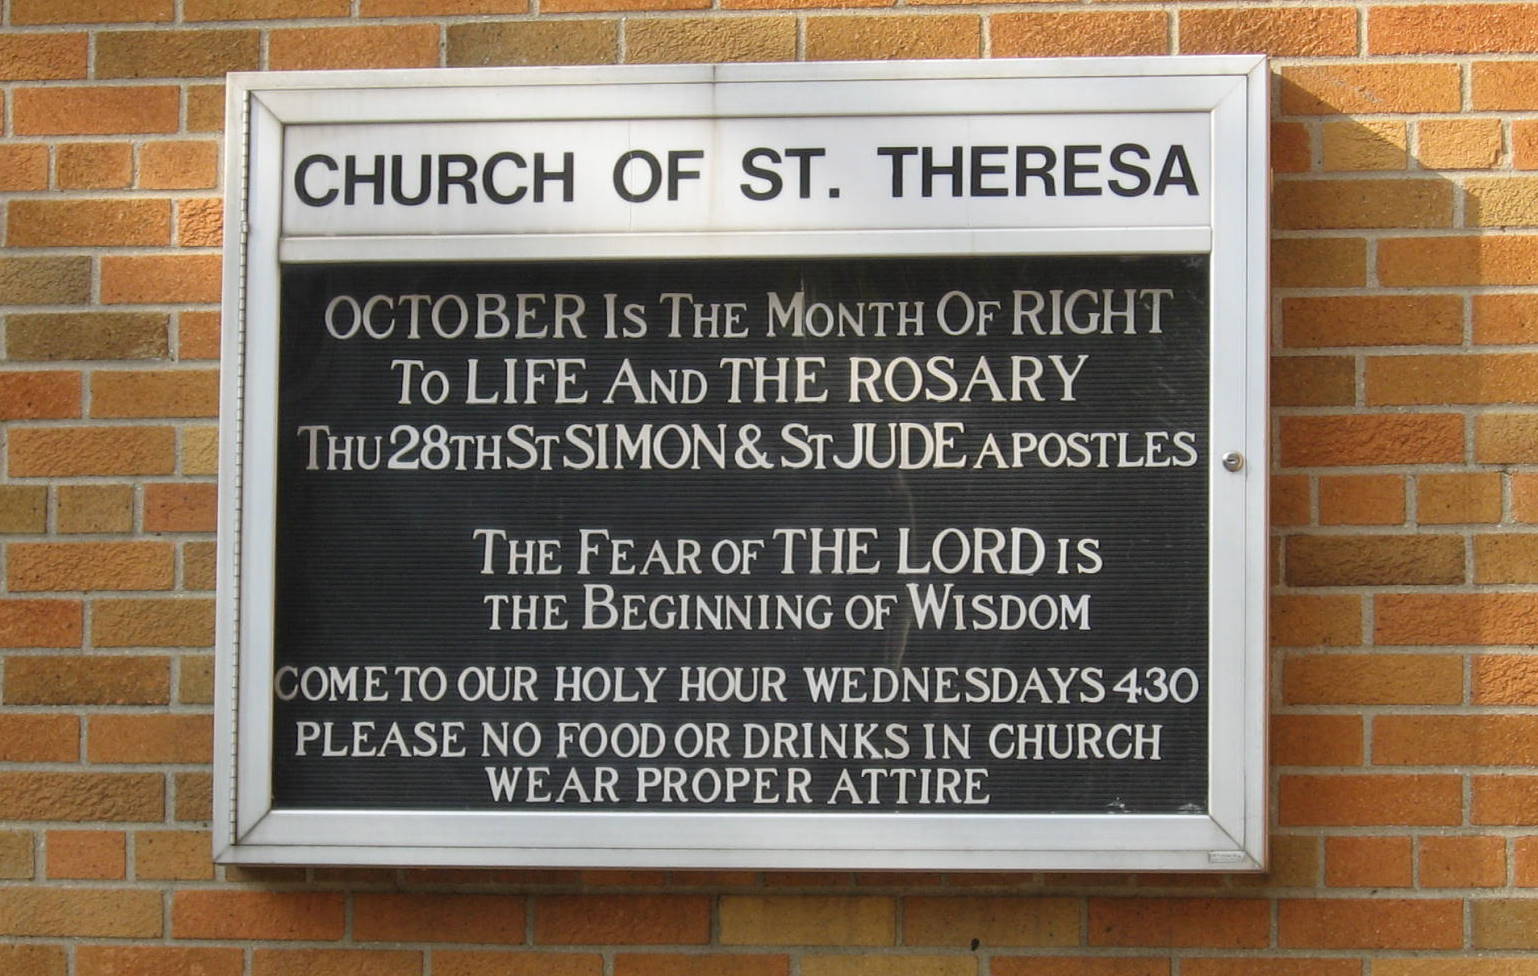 CHURCH OF ST. THERESA
OCTOBER IS THE MONTH OF RIGHT
TO LIFE AND THE ROSARY
THU 28TH ST SIMON & ST JUDE APOSTLES
THE FEAR OF THE LORD IS
THE BEGINNING OF WISDOM
COME TO OUR HOLY HOUR WEDNESDAYS 430
PLEASE NO FOOD OR DRINKS IN CHURCH
WEAR PROPER ATTIRE